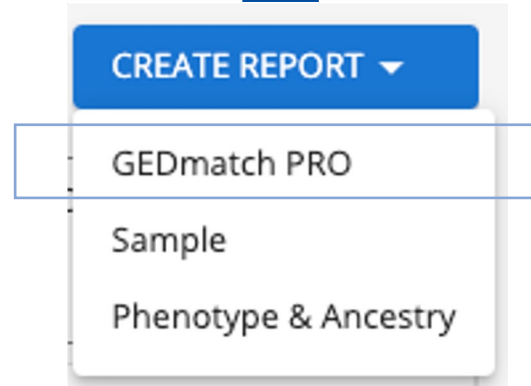 CREATE REPORT
GEDmatch PRO
Sample
Phenotype & Ancestry